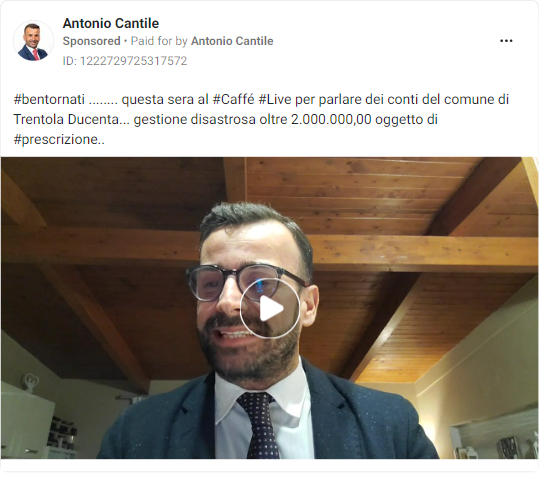 Antonio Cantile
Sponsored • Paid for by Antonio Cantile
ID: 1222729725317572
#bentornati ........ questa sera al #Caffé #Live per parlare dei conti del comune di
Trentola Ducenta... gestione disastrosa oltre 2.000.000,00 oggetto di
#prescrizione..